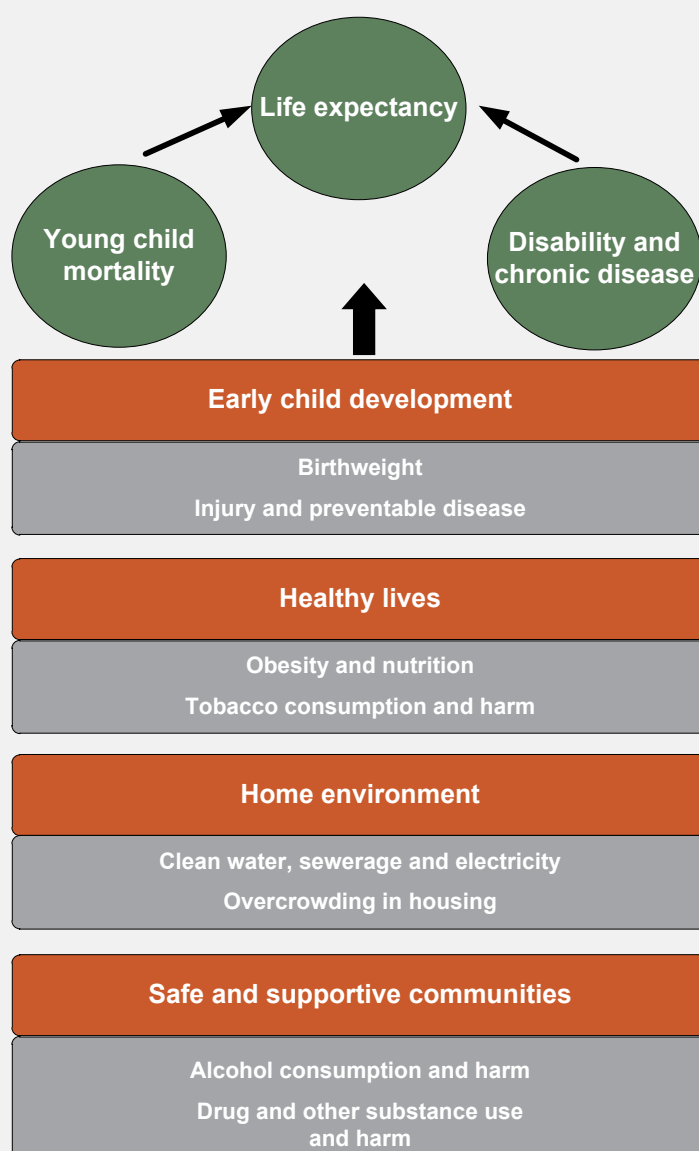 Life expectancy
Young child
mortality
Disability and
chronic disease
Early child development
Birthweight
Injury and preventable disease
Healthy lives
Obesity and nutrition
Tobacco consumption and harm
Home environment
Clean water, sewerage and electricity
Overcrowding in housing
Safe and supportive communities
Alcohol consumption and harm
Drug and other substance use
and harm